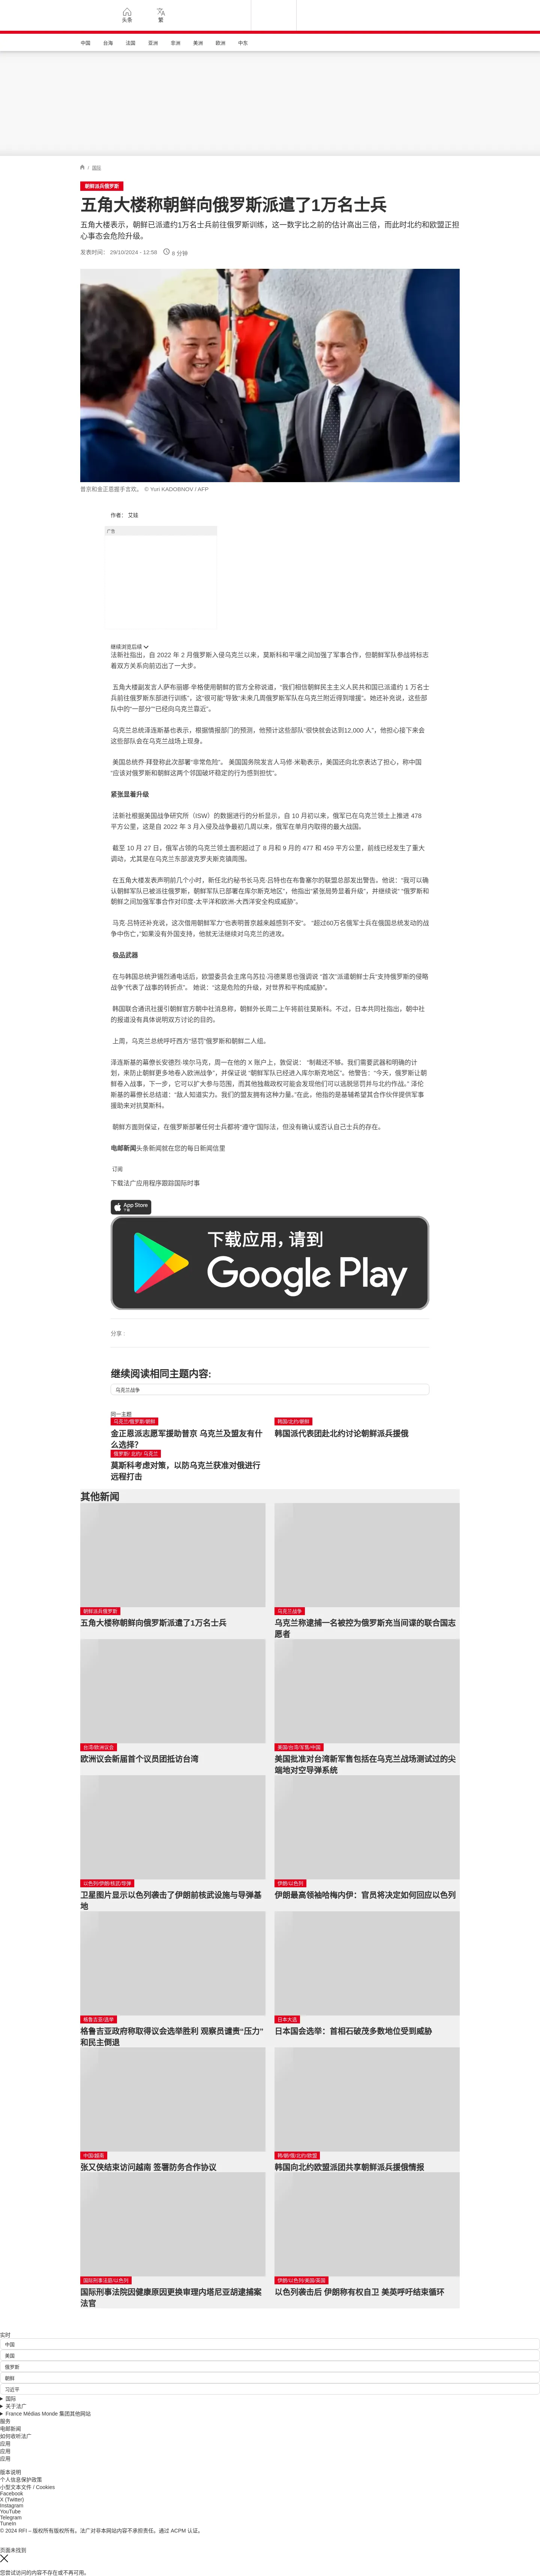 头条
繁
中国
台海
法国
亚洲
非洲
美洲
欧洲
中东
/ 国际
朝鲜派兵俄罗斯
五角大楼称朝鲜向俄罗斯派遣了1万名士兵
五角大楼表示，朝鲜已派遣约1万名士兵前往俄罗斯训练，这一数字比之前的估计高出三倍，而此时北约和欧盟正担心事态会危险升级。
发表时间： 29/10/2024 - 12:58
8 分钟
普京和金正恩握手言欢。 © Yuri KADOBNOV / AFP
作者： 艾娃
广告
继续浏览后续
法新社指出，自 2022 年 2 月俄罗斯入侵乌克兰以来，莫斯科和平壤之间加强了军事合作，但朝鲜军队参战将标志着双方关系向前迈出了一大步。
五角大楼副发言人萨布丽娜·辛格使用朝鲜的官方全称说道，“我们相信朝鲜民主主义人民共和国已派遣约 1 万名士兵前往俄罗斯东部进行训练”，这“很可能”导致“未来几周俄罗斯军队在乌克兰附近得到增援”。她还补充说，这些部队中的“一部分”“已经向乌克兰靠近”。
乌克兰总统泽连斯基也表示，根据情报部门的预测，他预计这些部队“很快就会达到12,000 人”，他担心接下来会这些部队会在乌克兰战场上现身。
美国总统乔·拜登称此次部署“非常危险”。 美国国务院发言人马修·米勒表示，美国还向北京表达了担心，称中国 “应该对俄罗斯和朝鲜这两个邻国破坏稳定的行为感到担忧”。
紧张显着升级
法新社根据美国战争研究所（ISW）的数据进行的分析显示，自 10 月初以来，俄军已在乌克兰领土上推进 478 平方公里，这是自 2022 年 3 月入侵及战争最初几周以来，俄军在单月内取得的最大战国。
截至 10 月 27 日，俄军占领的乌克兰领土面积超过了 8 月和 9 月的 477 和 459 平方公里，前线已经发生了重大调动，尤其是在乌克兰东部波克罗夫斯克镇周围。
在五角大楼发表声明前几个小时，新任北约秘书长马克·吕特也在布鲁塞尔的联盟总部发出警告。他说：“我可以确认朝鲜军队已被派往俄罗斯，朝鲜军队已部署在库尔斯克地区”，他指出“紧张局势显着升级”，并继续说“ “俄罗斯和朝鲜之间加强军事合作对印度-太平洋和欧洲-大西洋安全构成威胁”。
马克·吕特还补充说，这次借用朝鲜军力“也表明普京越来越感到不安”。 “超过60万名俄军士兵在俄国总统发动的战争中伤亡，”如果没有外国支持，他就无法继续对乌克兰的进攻。
极品武器
在与韩国总统尹锡烈通电话后，欧盟委员会主席乌苏拉·冯德莱恩也强调说 “首次”派遣朝鲜士兵“支持俄罗斯的侵略战争”代表了战事的转折点”。 她说：“这是危险的升级，对世界和平构成威胁”。
韩国联合通讯社援引朝鲜官方朝中社消息称，朝鲜外长周二上午将前往莫斯科。不过，日本共同社指出，朝中社的报道没有具体说明双方讨论的目的。
上周，乌克兰总统呼吁西方“惩罚”俄罗斯和朝鲜二人组。
泽连斯基的幕僚长安德烈·埃尔马克，周一在他的 X 账户上，敦促说： “制裁还不够。我们需要武器和明确的计划，来防止朝鲜更多地卷入欧洲战争”，并保证说 “朝鲜军队已经进入库尔斯克地区”。他警告：“今天，俄罗斯让朝鲜卷入战事，下一步，它可以扩大参与范围，而其他独裁政权可能会发现他们可以逃脱惩罚并与北约作战。” 泽伦斯基的幕僚长总结道：“敌人知道实力。我们的盟友拥有这种力量。”在此，他指的是基辅希望其合作伙伴提供军事援助来对抗莫斯科。
朝鲜方面则保证，在俄罗斯部署任何士兵都将“遵守”国际法，但没有确认或否认自己士兵的存在。
电邮新闻头条新闻就在您的每日新闻信里
订阅
下载法广应用程序跟踪国际时事
App Store
下载
下载应用，请到
Google Play
分享 :
继续阅读相同主题内容:
乌克兰战争
同一主题
乌克兰/俄罗斯/朝鲜
金正恩派志愿军援助普京 乌克兰及盟友有什么选择?
韩国/北约/朝鲜
韩国派代表团赴北约讨论朝鲜派兵援俄
俄罗斯/ 北约/ 乌克兰
莫斯科考虑对策，以防乌克兰获准对俄进行远程打击
其他新闻
朝鲜派兵俄罗斯
五角大楼称朝鲜向俄罗斯派遣了1万名士兵
乌克兰战争
乌克兰称逮捕一名被控为俄罗斯充当间谍的联合国志愿者
台湾/欧洲议会
欧洲议会新届首个议员团抵访台湾
美国/台湾/军售/中国
美国批准对台湾新军售包括在乌克兰战场测试过的尖端地对空导弹系统
以色列/伊朗/核武/导弹
卫星图片显示以色列袭击了伊朗前核武设施与导弹基地
伊朗/以色列
伊朗最高领袖哈梅内伊：官员将决定如何回应以色列
格鲁吉亚/选举
格鲁吉亚政府称取得议会选举胜利 观察员谴责“压力”和民主倒退
日本大选
日本国会选举：首相石破茂多数地位受到威胁
中国/越南
张又侠结束访问越南 签署防务合作协议
韩/朝/俄/北约/欧盟
韩国向北约欧盟派团共享朝鲜派兵援俄情报
国际刑事法庭/以色列
国际刑事法院因健康原因更换审理内塔尼亚胡逮捕案法官
伊朗/以色列/美国/英国
以色列袭击后 伊朗称有权自卫 美英呼吁结束循环
实时
中国
美国
俄罗斯
朝鲜
习近平
国际
关于法广
France Médias Monde 集团其他网站
服务
电邮新闻
如何收听法广
应用
应用
应用
版本说明
个人信息保护政策
小型文本文件 / Cookies
Facebook
X (Twitter)
Instagram
YouTube
Telegram
TuneIn
© 2024 RFI – 版权所有版权所有。法广对非本网站内容不承担责任。通过 ACPM 认证。
页面未找到
您尝试访问的内容不存在或不再可用。